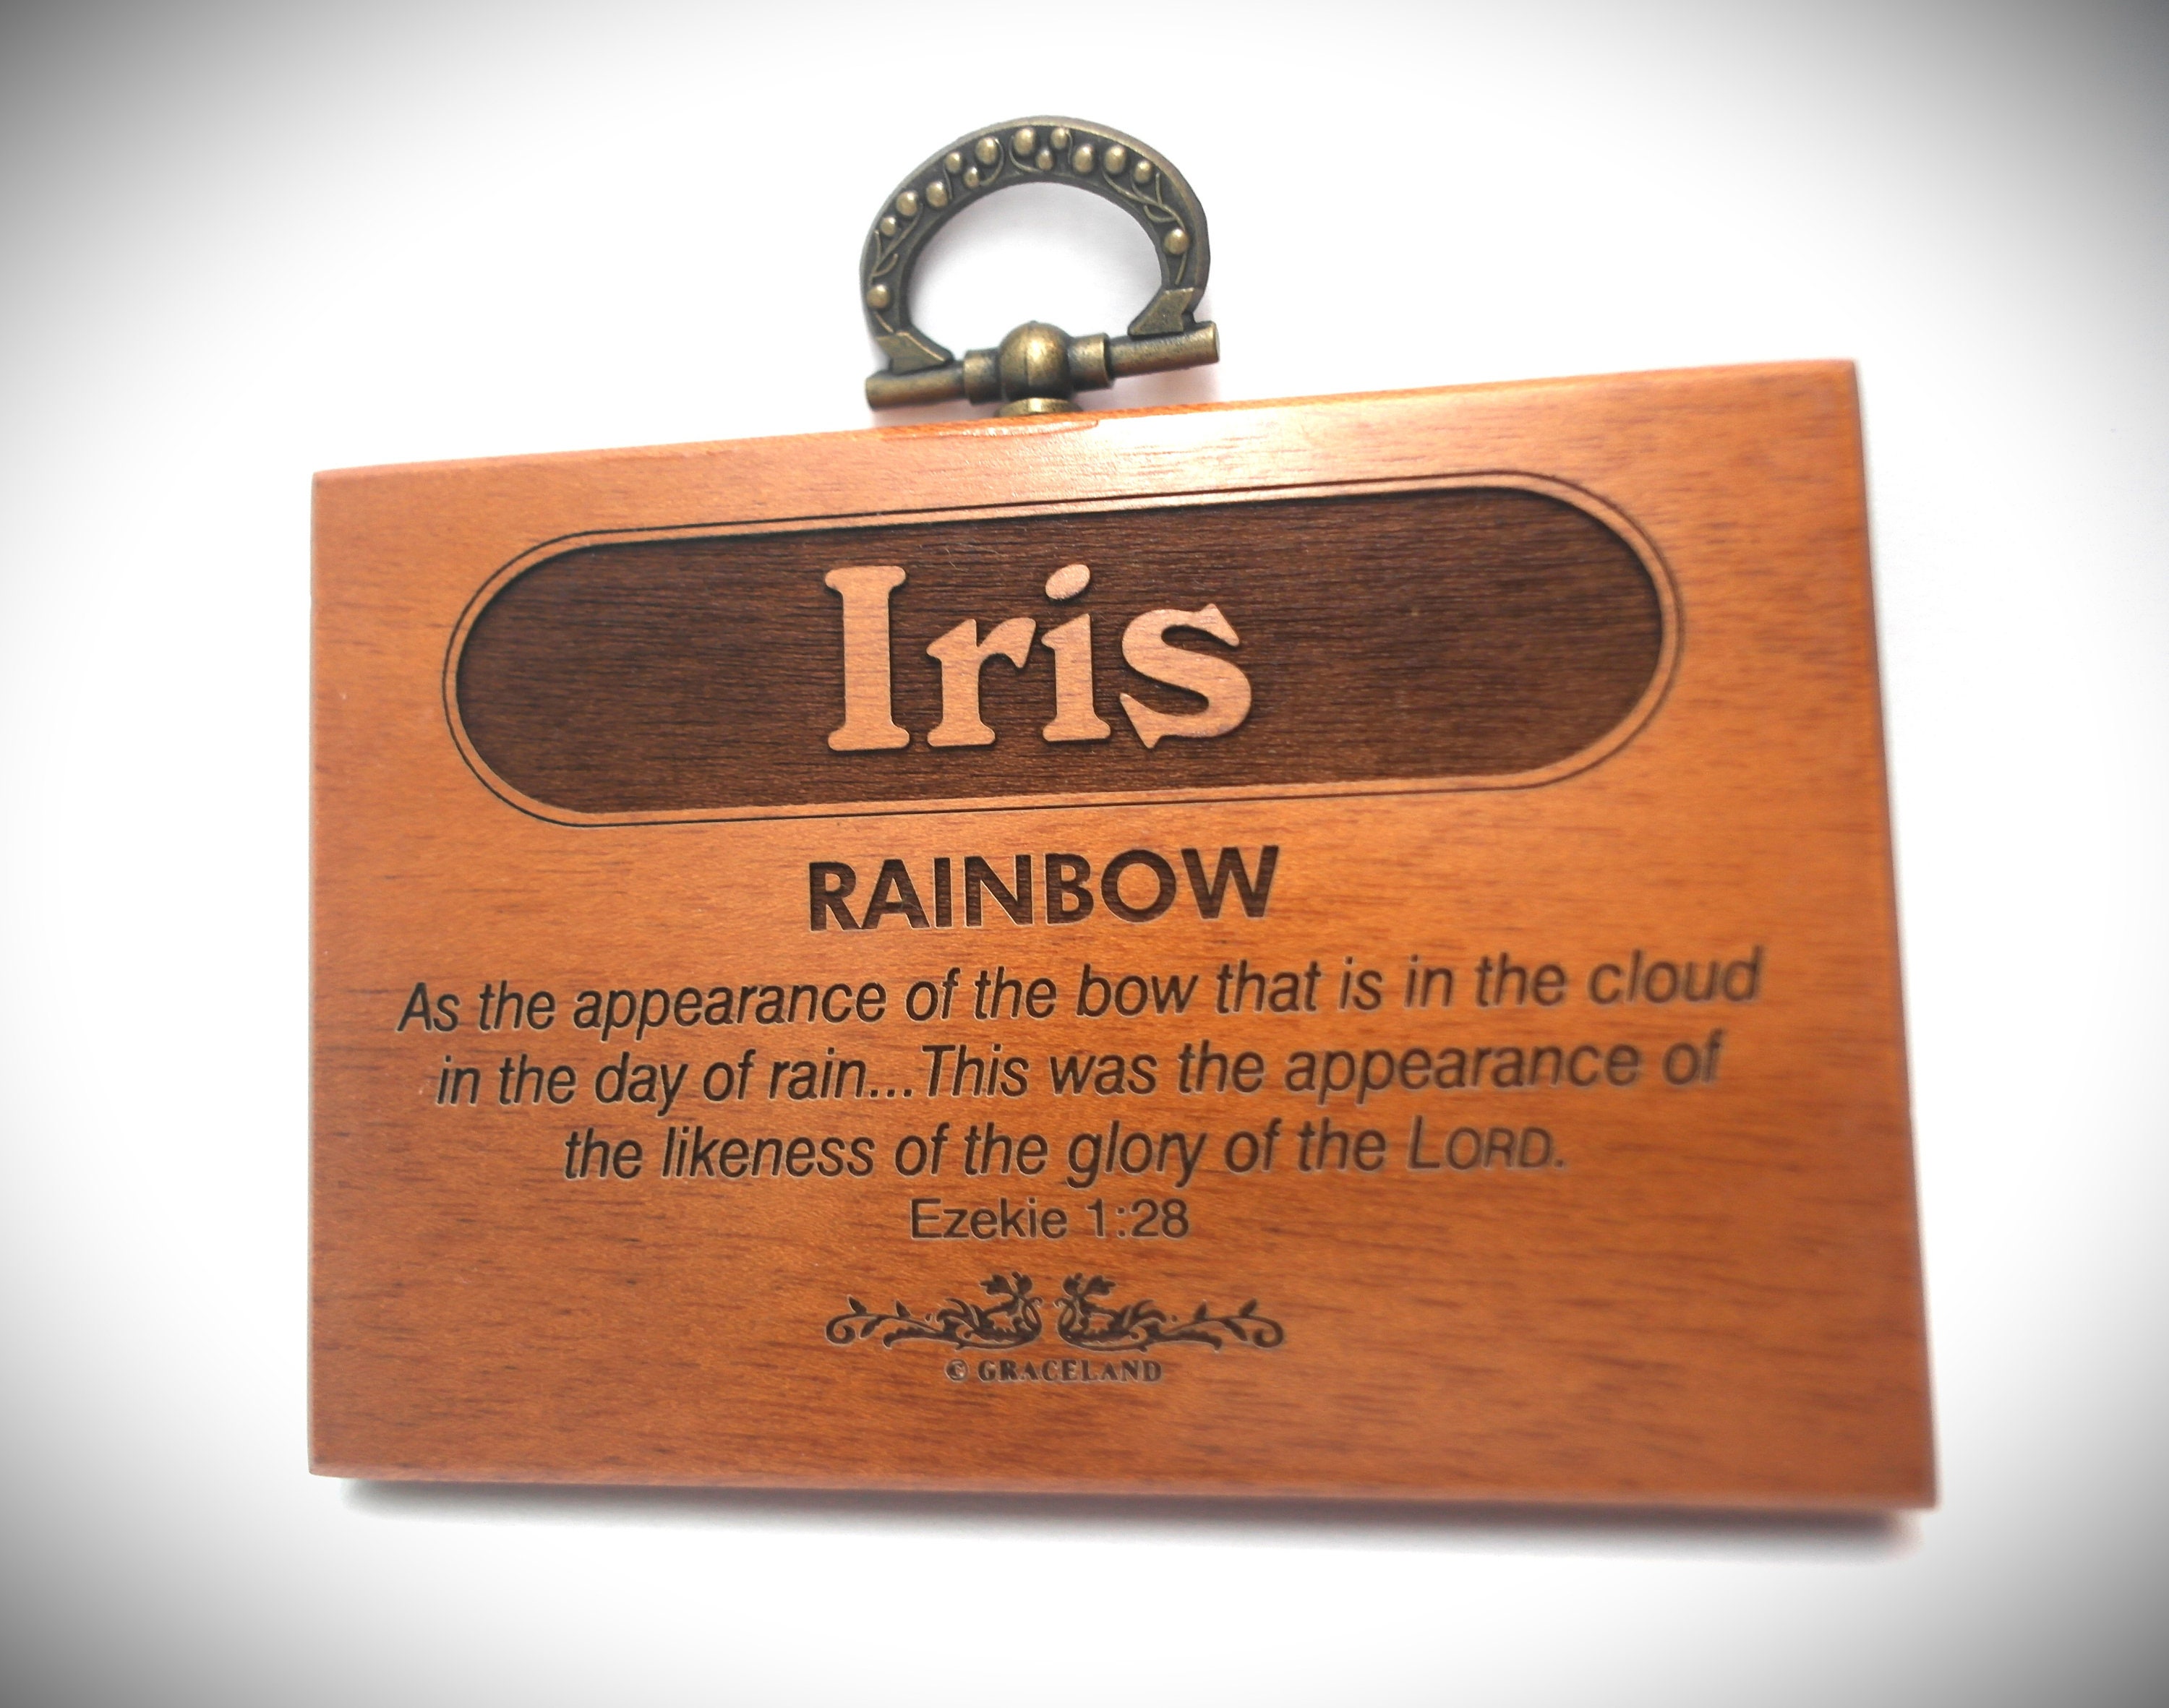 Iris
RAINBOW
As the appearance of the bow that is in the cloud
in the day of rain...This was the appearance of
the likeness of the glory of the LORD.
Ezekie 1:28
© GRACELAND